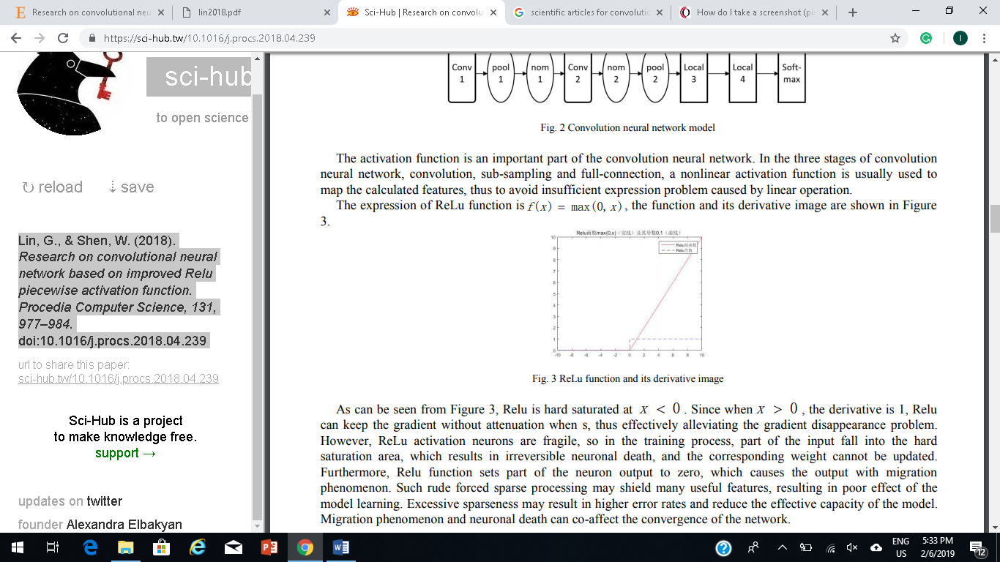 Research on convolutional neu
lin2018.pdf
Sci-Hub | Research on convolu
scientific articles for convolutic
How do I take a screenshot (pi
https://sci-hub.tw/10.1016/j.procs.2018.04.239
sci-hub
to open science
reload
save
Lin, G., & Shen, W. (2018).
Research on convolutional neural
network based on improved Relu
piecewise activation function.
Procedia Computer Science, 131,
977–984.
doi:10.1016/j.procs.2018.04.239
url to share this paper:
sci-hub.tw/10.1016/j.procs.2018.04.239
Sci-Hub is a project
to make knowledge free.
support →
updates on twitter
founder Alexandra Elbakyan
Conv pool nom Conv nom pool Local Local Soft-
1 1 1 2 2 2 3 4 max
Fig. 2 Convolution neural network model
The activation function is an important part of the convolution neural network. In the three stages of convolution
neural network, convolution, sub-sampling and full-connection, a nonlinear activation function is usually used to
map the calculated features, thus to avoid insufficient expression problem caused by linear operation.
The expression of ReLu function is f(x) = max(0, x), the function and its derivative image are shown in Figure
3.
Relu函数max(0,x)（实线）及其导数0,1（虚线）
Relu函数
Relu导数
10
9
8
7
6
5
4
3
2
1
0
-10 -8 -6 -4 -2 0 2 4 6 8 10
Fig. 3 ReLu function and its derivative image
As can be seen from Figure 3, Relu is hard saturated at x < 0. Since when x > 0, the derivative is 1, Relu
can keep the gradient without attenuation when s, thus effectively alleviating the gradient disappearance problem.
However, ReLu activation neurons are fragile, so in the training process, part of the input fall into the hard
saturation area, which results in irreversible neuronal death, and the corresponding weight cannot be updated.
Furthermore, Relu function sets part of the neuron output to zero, which causes the output with migration
phenomenon. Such rude forced sparse processing may shield many useful features, resulting in poor effect of the
model learning. Excessive sparseness may result in higher error rates and reduce the effective capacity of the model.
Migration phenomenon and neuronal death can co-affect the convergence of the network.
ENG
US
5:33 PM
2/6/2019
12